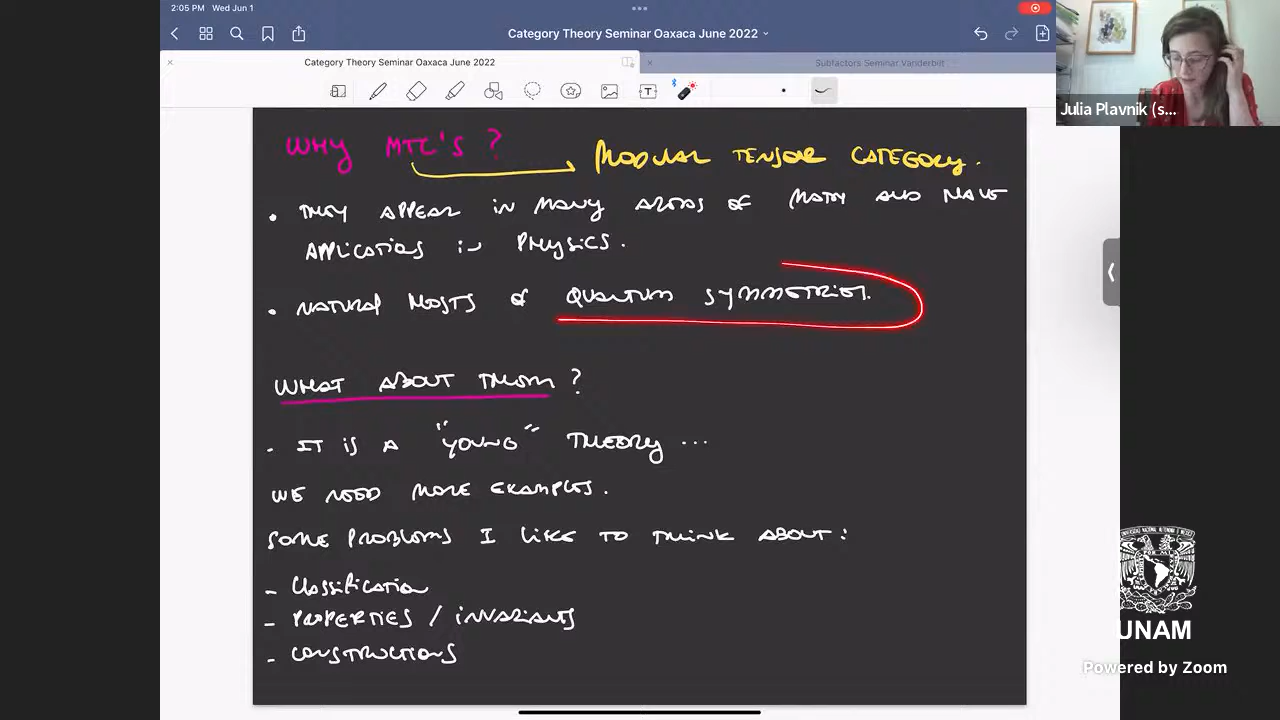 2:05 PM Wed Jun 1
Category Theory Seminar Oaxaca June 2022
Category Theory Seminar Oaxaca June 2022
Subfactors Seminar Vanderbilt
Julia Plavnik (s...
WHY MTC'S ? MODULAR TENSOR CATEGORY.
• THEY APPEAR IN MANY AREAS OF MATH AND HAVE
APPLICATIONS IN PHYSICS.
• NATURAL HOSTS OF QUANTUM SYMMETRIES.
WHAT ABOUT THEM ?
- IT IS A "YOUNG" THEORY ...
WE NEED MORE EXAMPLES.
SOME PROBLEMS I LIKE TO THINK ABOUT :
- Classification
- PROPERTIES / INVARIANTS
- CONSTRUCTIONS
UNAM
Powered by Zoom